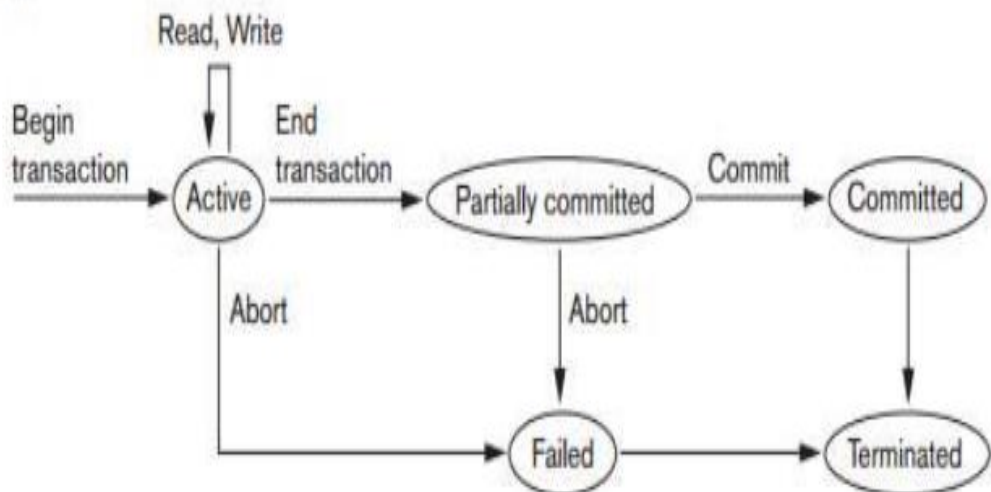 Read, Write
Begin
transaction
End
transaction
Active
Partially committed
Commit
Committed
Abort
Abort
Failed
Terminated